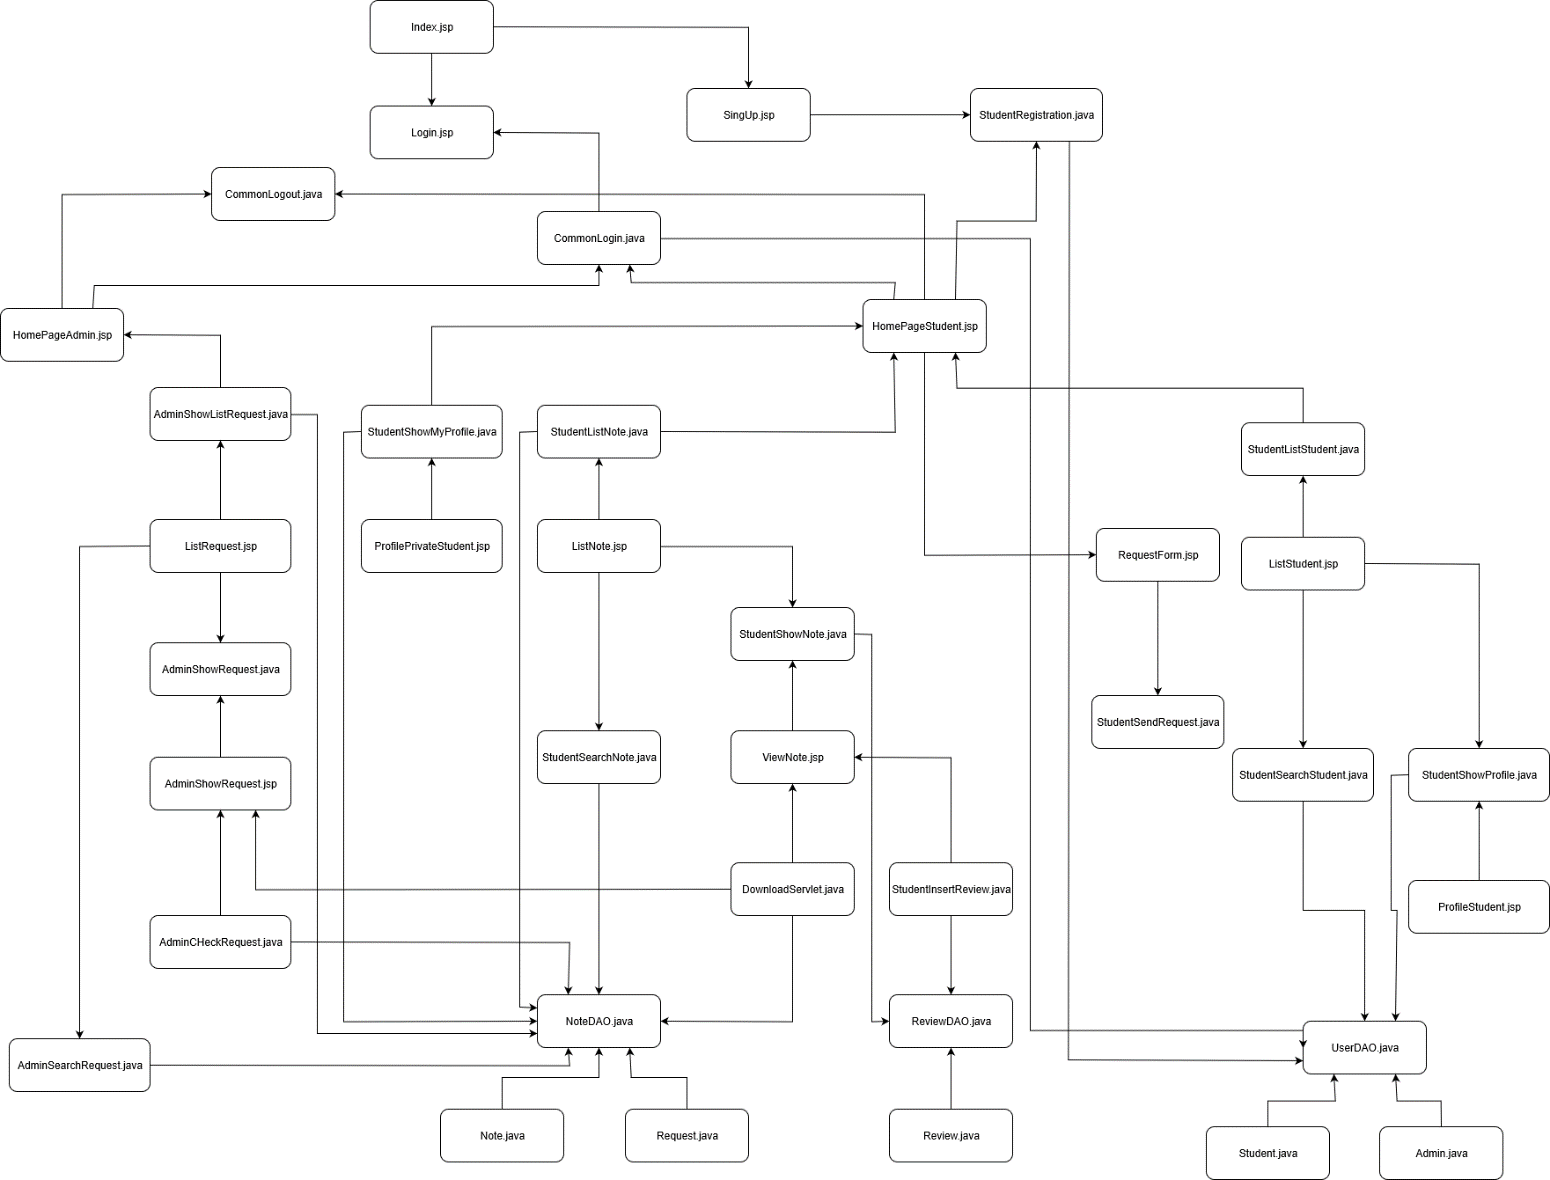 Index.jsp
SingUp.jsp
StudentRegistration.java
Login.jsp
CommonLogout.java
CommonLogin.java
HomePageAdmin.jsp
HomePageStudent.jsp
AdminShowListRequest.java
StudentShowMyProfile.java
StudentListNote.java
StudentListStudent.java
ListRequest.jsp
ProfilePrivateStudent.jsp
ListNote.jsp
RequestForm.jsp
ListStudent.jsp
StudentShowNote.java
AdminShowRequest.java
StudentSendRequest.java
StudentSearchNote.java
ViewNote.jsp
StudentSearchStudent.java
StudentShowProfile.java
AdminShowRequest.jsp
DownloadServlet.java
StudentInsertReview.java
ProfileStudent.jsp
AdminCHeckRequest.java
NoteDAO.java
ReviewDAO.java
UserDAO.java
AdminSearchRequest.java
Note.java
Request.java
Review.java
Student.java
Admin.java